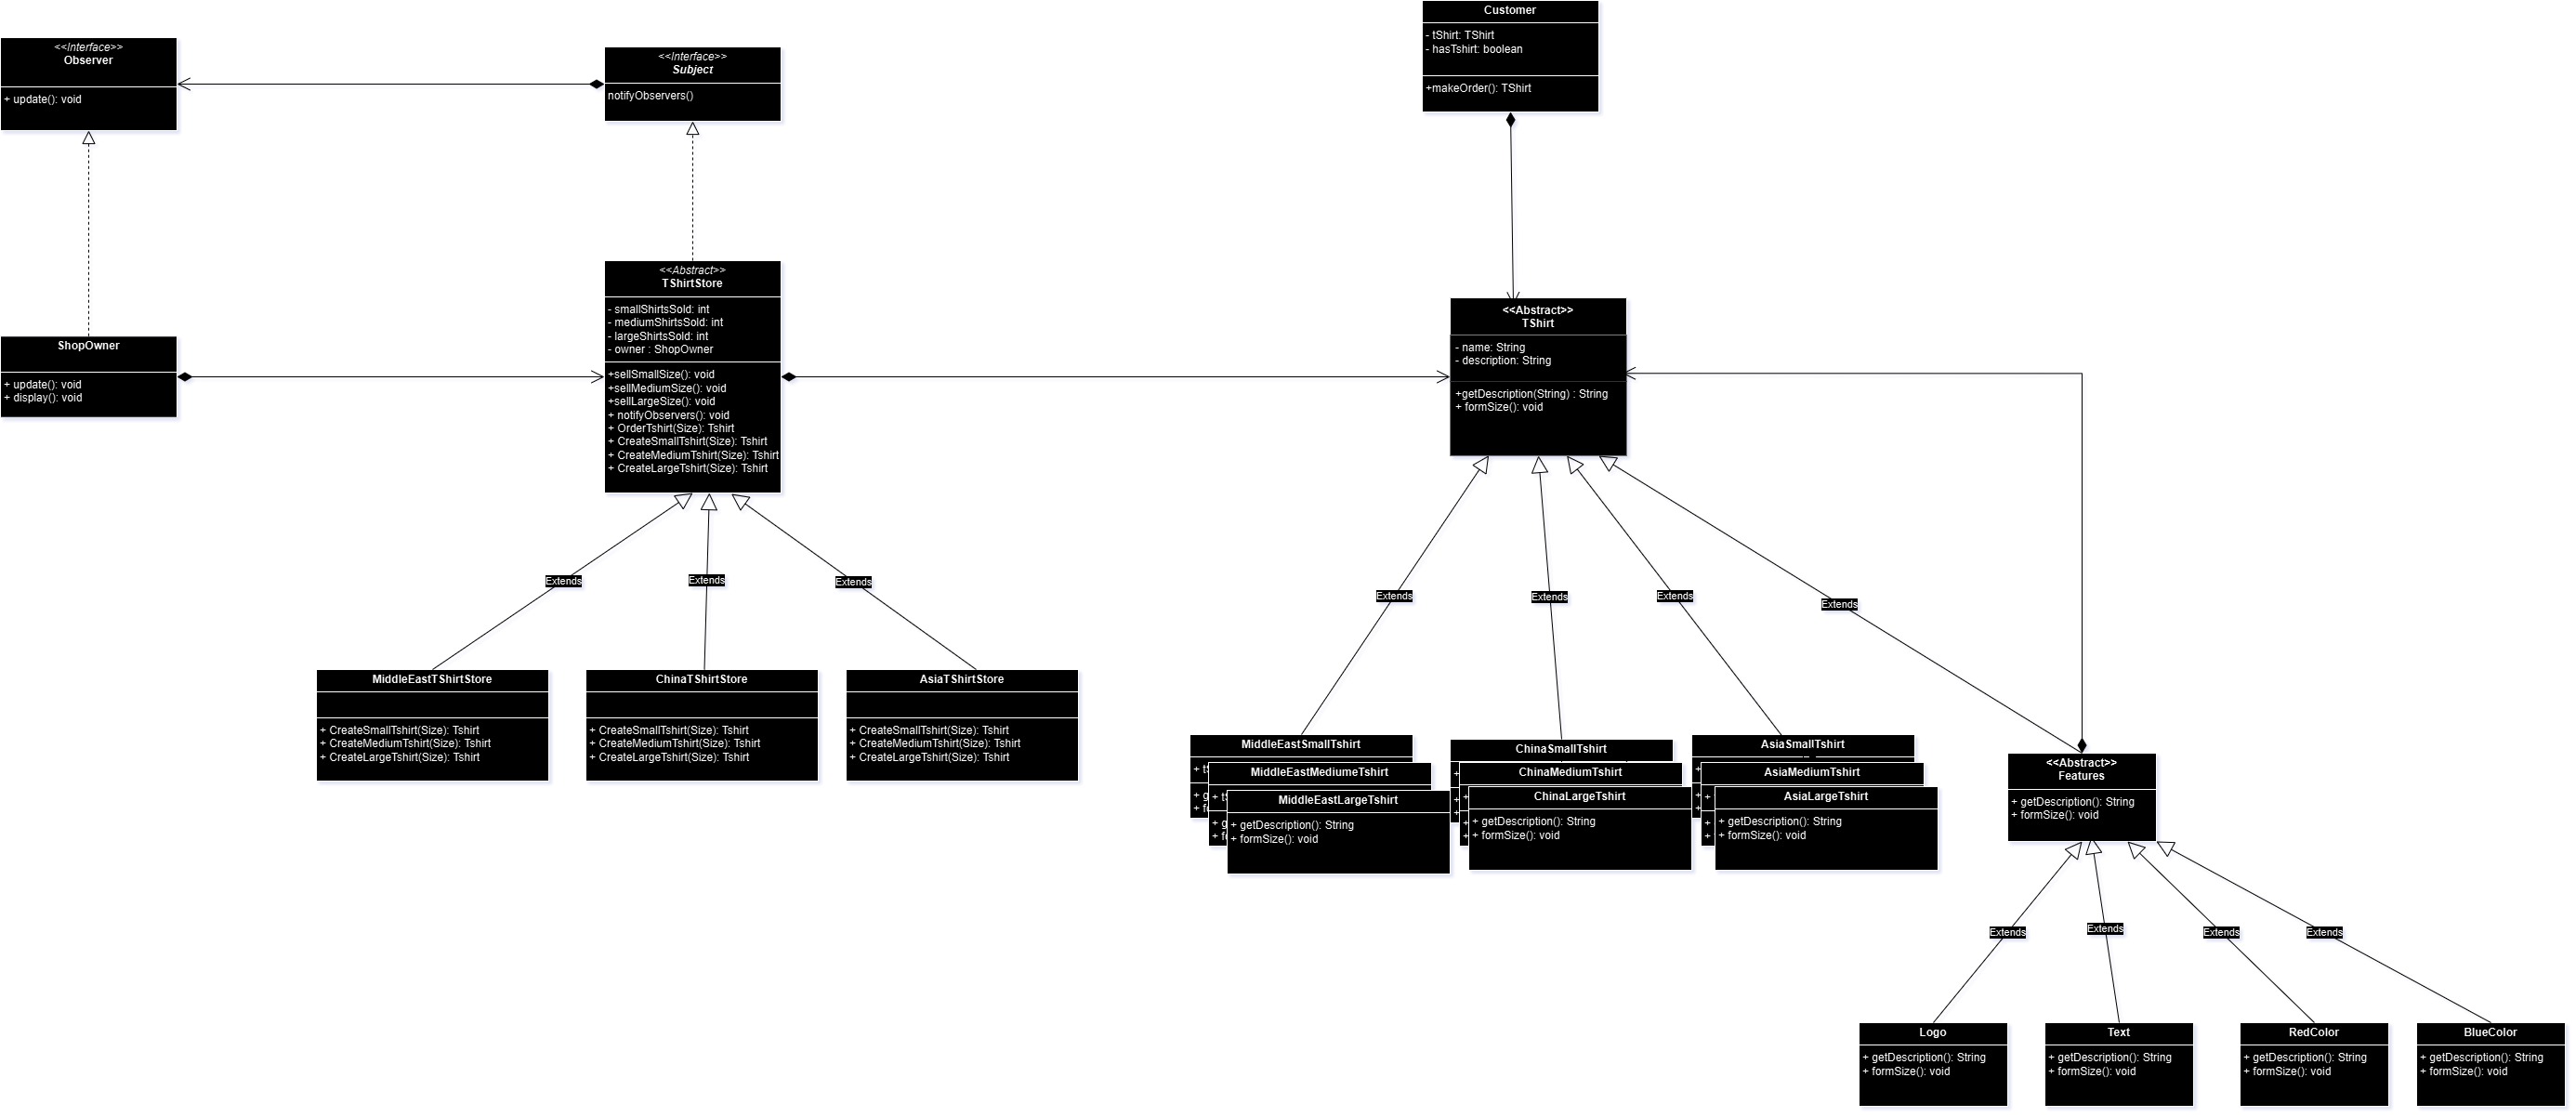 Customer
- tShirt: TShirt
- hasTshirt: boolean
+makeOrder(): TShirt
<<Interface>>
Observer
+ update(): void
<<Interface>>
Subject
notifyObservers()
<<Abstract>>
TShirtStore
- smallShirtsSold: int
- mediumShirtsSold: int
- largeShirtsSold: int
- owner : ShopOwner
+sellSmallSize(): void
+sellMediumSize(): void
+sellLargeSize(): void
+ notifyObservers(): void
+ OrderTshirt(Size): Tshirt
+ CreateSmallTshirt(Size): Tshirt
+ CreateMediumTshirt(Size): Tshirt
+ CreateLargeTshirt(Size): Tshirt
<<Abstract>>
TShirt
- name: String
- description: String
+getDescription(String) : String
+ formSize(): void
ShopOwner
+ update(): void
+ display(): void
Extends
Extends
Extends
Extends
Extends
Extends
Extends
MiddleEastTShirtStore
+ CreateSmallTshirt(Size): Tshirt
+ CreateMediumTshirt(Size): Tshirt
+ CreateLargeTshirt(Size): Tshirt
ChinaTShirtStore
+ CreateSmallTshirt(Size): Tshirt
+ CreateMediumTshirt(Size): Tshirt
+ CreateLargeTshirt(Size): Tshirt
AsiaTShirtStore
+ CreateSmallTshirt(Size): Tshirt
+ CreateMediumTshirt(Size): Tshirt
+ CreateLargeTshirt(Size): Tshirt
MiddleEastSmallTshirt
MiddleEastMediumeTshirt
MiddleEastLargeTshirt
+ getDescription(): String
+ formSize(): void
ChinaSmallTshirt
ChinaMediumTshirt
ChinaLargeTshirt
+ getDescription(): String
+ formSize(): void
AsiaSmallTshirt
AsiaMediumTshirt
AsiaLargeTshirt
+ getDescription(): String
+ formSize(): void
<<Abstract>>
Features
+ getDescription(): String
+ formSize(): void
Extends
Extends
Extends
Extends
Logo
+ getDescription(): String
+ formSize(): void
Text
+ getDescription(): String
+ formSize(): void
RedColor
+ getDescription(): String
+ formSize(): void
BlueColor
+ getDescription(): String
+ formSize(): void